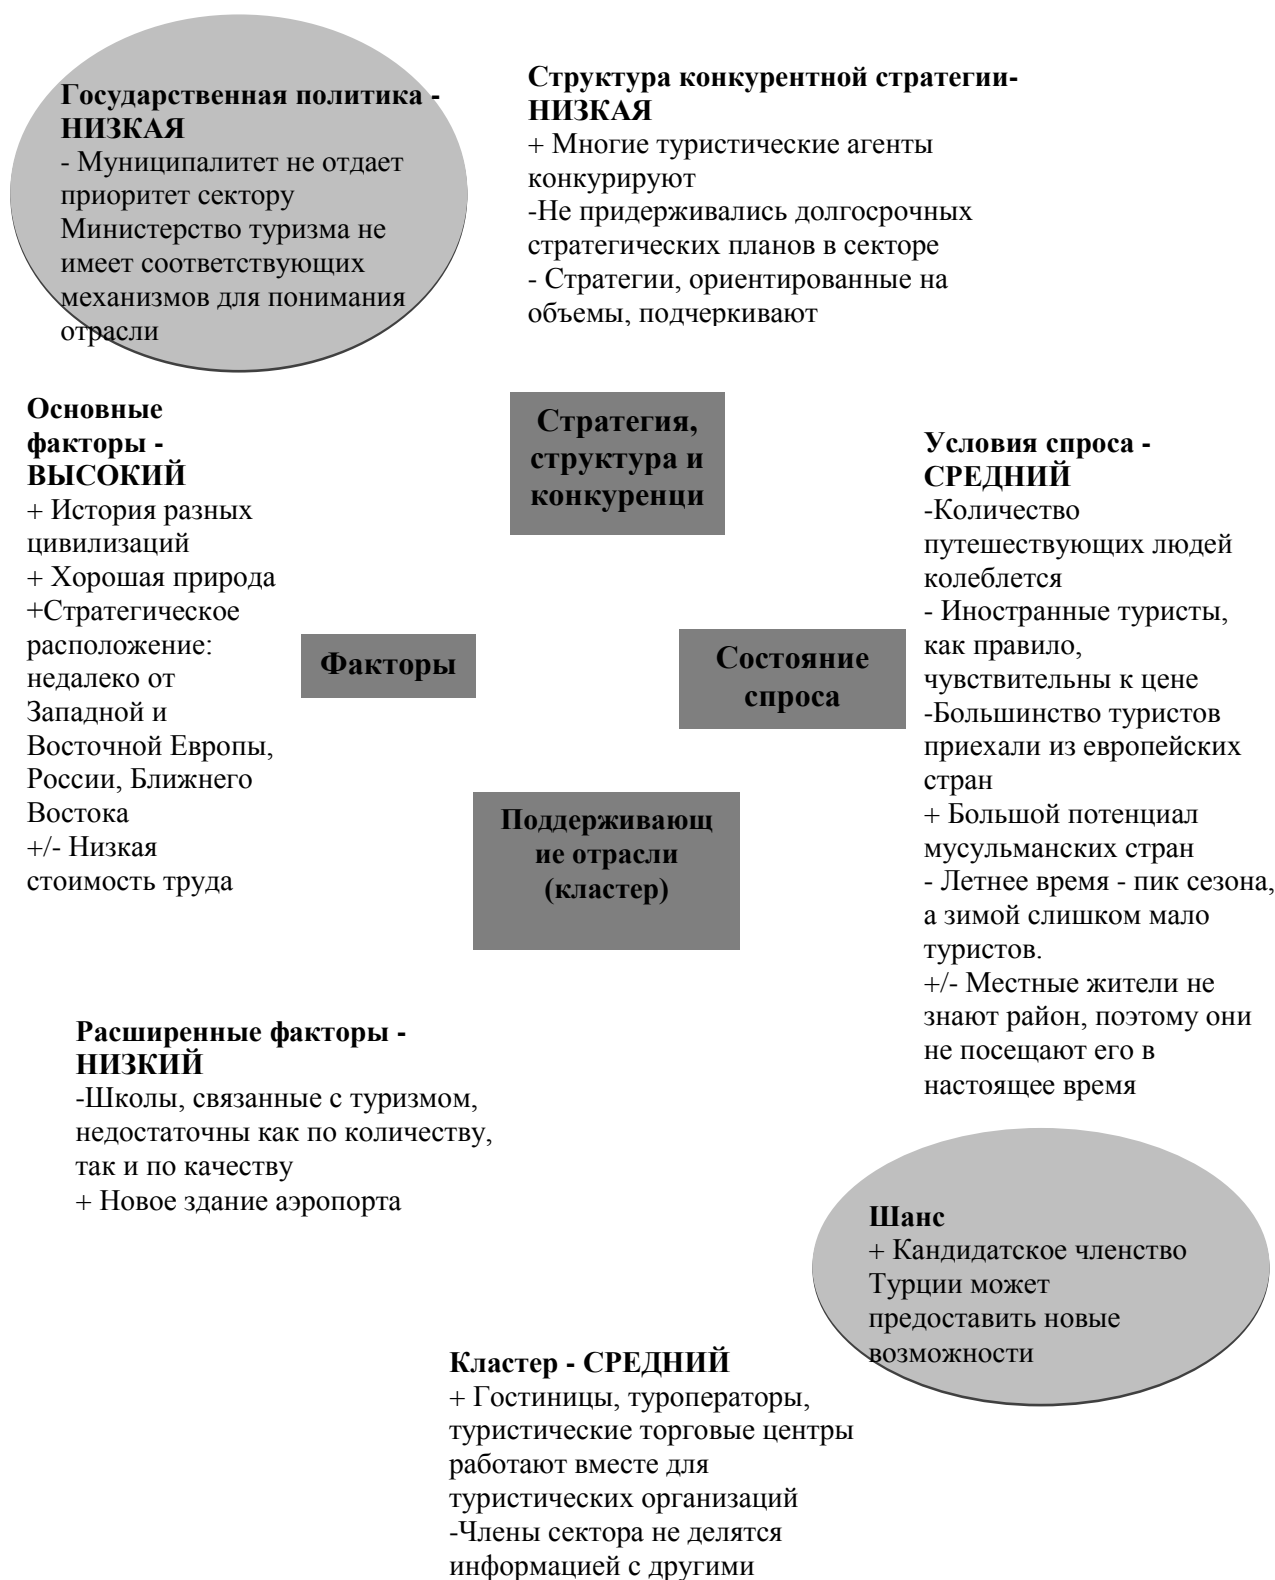 Государственная политика -
НИЗКАЯ
- Муниципалитет не отдает
приоритет сектору
Министерство туризма не
имеет соответствующих
механизмов для понимания
отрасли
Структура конкурентной стратегии-
НИЗКАЯ
+ Многие туристические агенты
конкурируют
-Не придерживались долгосрочных
стратегических планов в секторе
- Стратегии, ориентированные на
объемы, подчеркивают
Основные
факторы -
ВЫСОКИЙ
+ История разных
цивилизаций
+ Хорошая природа
+Стратегическое
расположение:
недалеко от
Западной и
Восточной Европы,
России, Ближнего
Востока
+/- Низкая
стоимость труда
Стратегия,
структура и
конкуренци
Факторы
Состояние
спроса
Поддерживающ
ие отрасли
(кластер)
Условия спроса -
СРЕДНИЙ
-Количество
путешествующих людей
колеблется
- Иностранные туристы,
как правило,
чувствительны к цене
-Большинство туристов
приехали из европейских
стран
+ Большой потенциал
мусульманских стран
- Летнее время - пик сезона,
а зимой слишком мало
туристов.
+/- Местные жители не
знают район, поэтому они
не посещают его в
настоящее время
Расширенные факторы -
НИЗКИЙ
-Школы, связанные с туризмом,
недостаточны как по количеству,
так и по качеству
+ Новое здание аэропорта
Шанс
+ Кандидатское членство
Турции может
предоставить новые
возможности
Кластер - СРЕДНИЙ
+ Гостиницы, туроператоры,
туристические торговые центры
работают вместе для
туристических организаций
-Члены сектора не делятся
информацией с другими